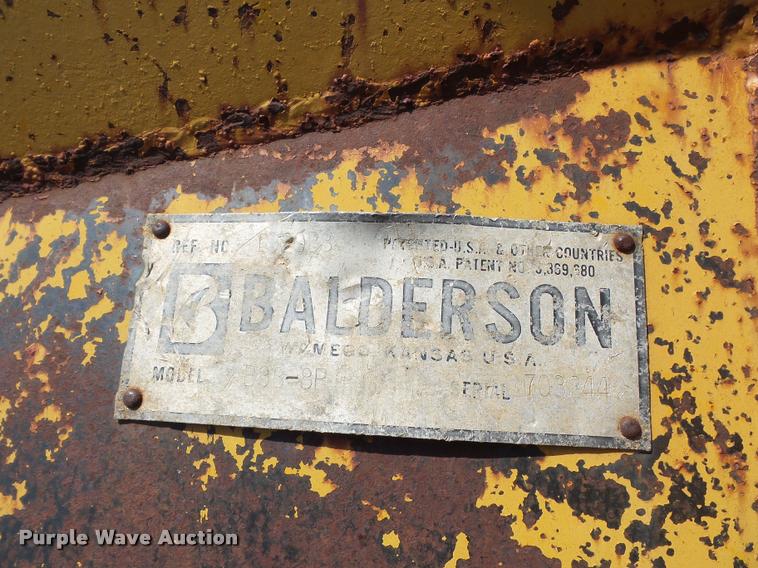 REF. NO.
PATENTED-U.S.A. & OTHER COUNTRIES
U.S.A. PATENT NO. 3,369,680
B BALDERSON
WAMEGO, KANSAS U.S.A.
MODEL
SERIAL
Purple Wave Auction